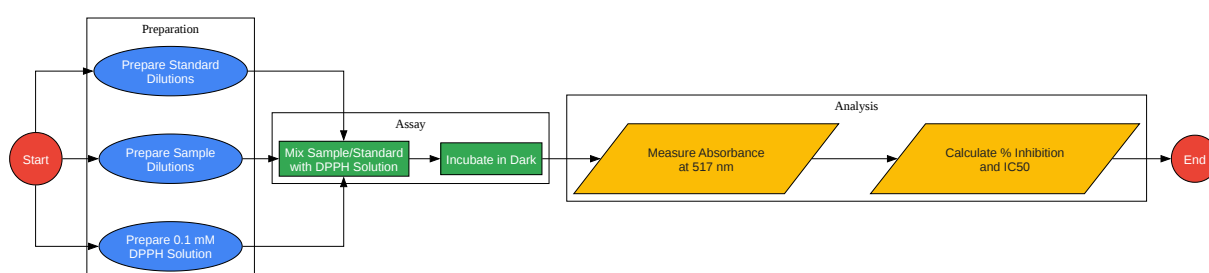 Preparation
Prepare Standard
Dilutions
Start
Prepare Sample
Dilutions
Prepare 0.1 mM
DPPH Solution
Assay
Mix Sample/Standard
with DPPH Solution
Incubate in Dark
Analysis
Measure Absorbance
at 517 nm
Calculate % Inhibition
and IC50
End